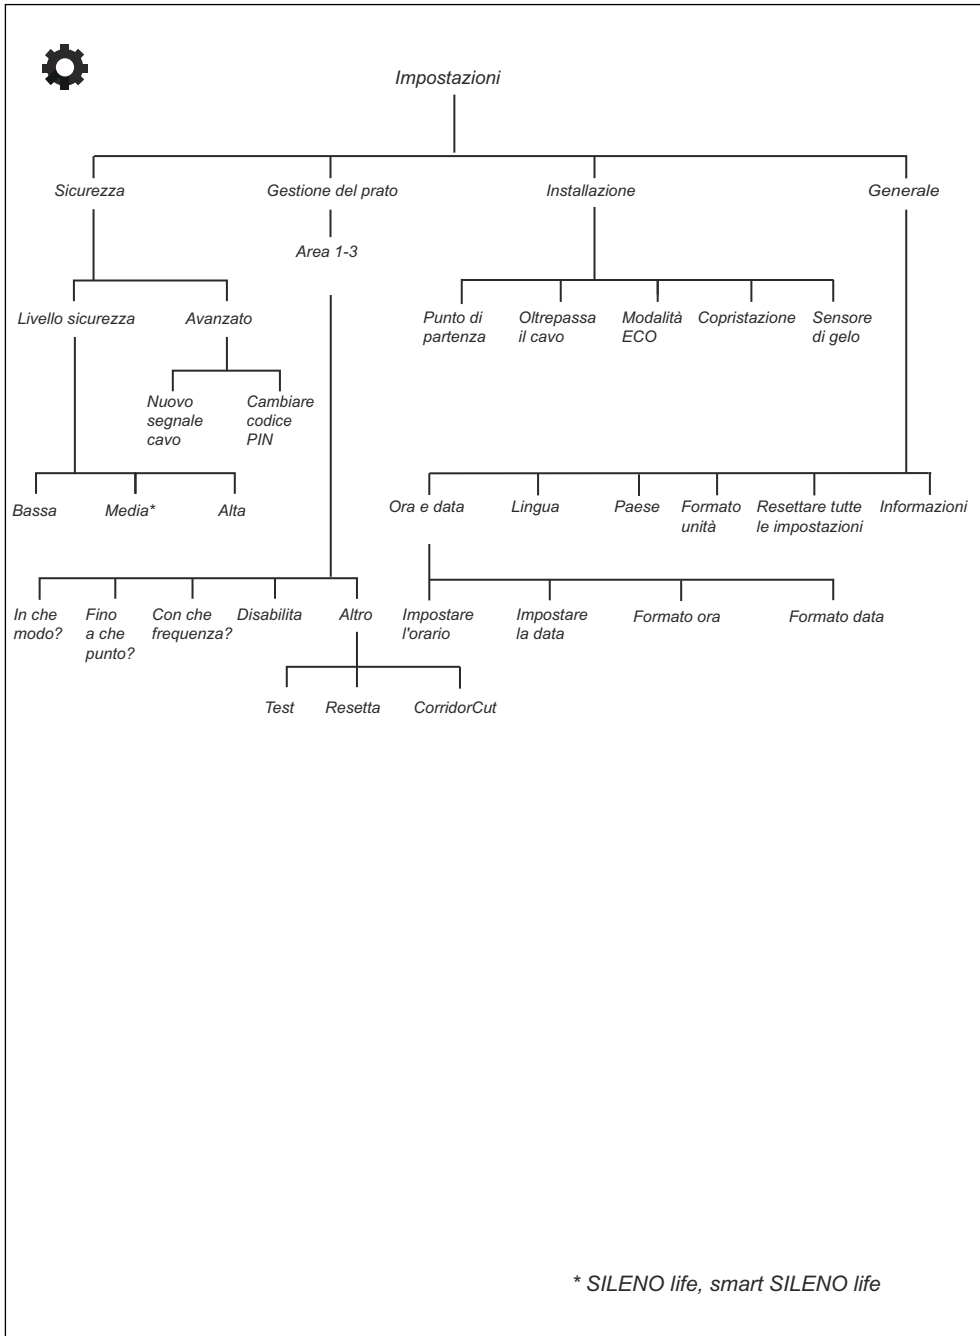 Impostazioni
Sicurezza
Gestione del prato
Installazione
Generale
Area 1-3
Livello sicurezza
Avanzato
Punto di
partenza
Oltrepassa
il cavo
Modalità
ECO
Copristazione
Sensore
di gelo
Nuovo
segnale
cavo
Cambiare
codice
PIN
Bassa
Media*
Alta
Ora e data
Lingua
Paese
Formato
unità
Resettare tutte
le impostazioni
Informazioni
In che
modo?
Fino
a che
punto?
Con che
frequenza?
Disabilita
Altro
Impostare
l'orario
Impostare
la data
Formato ora
Formato data
Test
Resetta
CorridorCut
* SILENO life, smart SILENO life